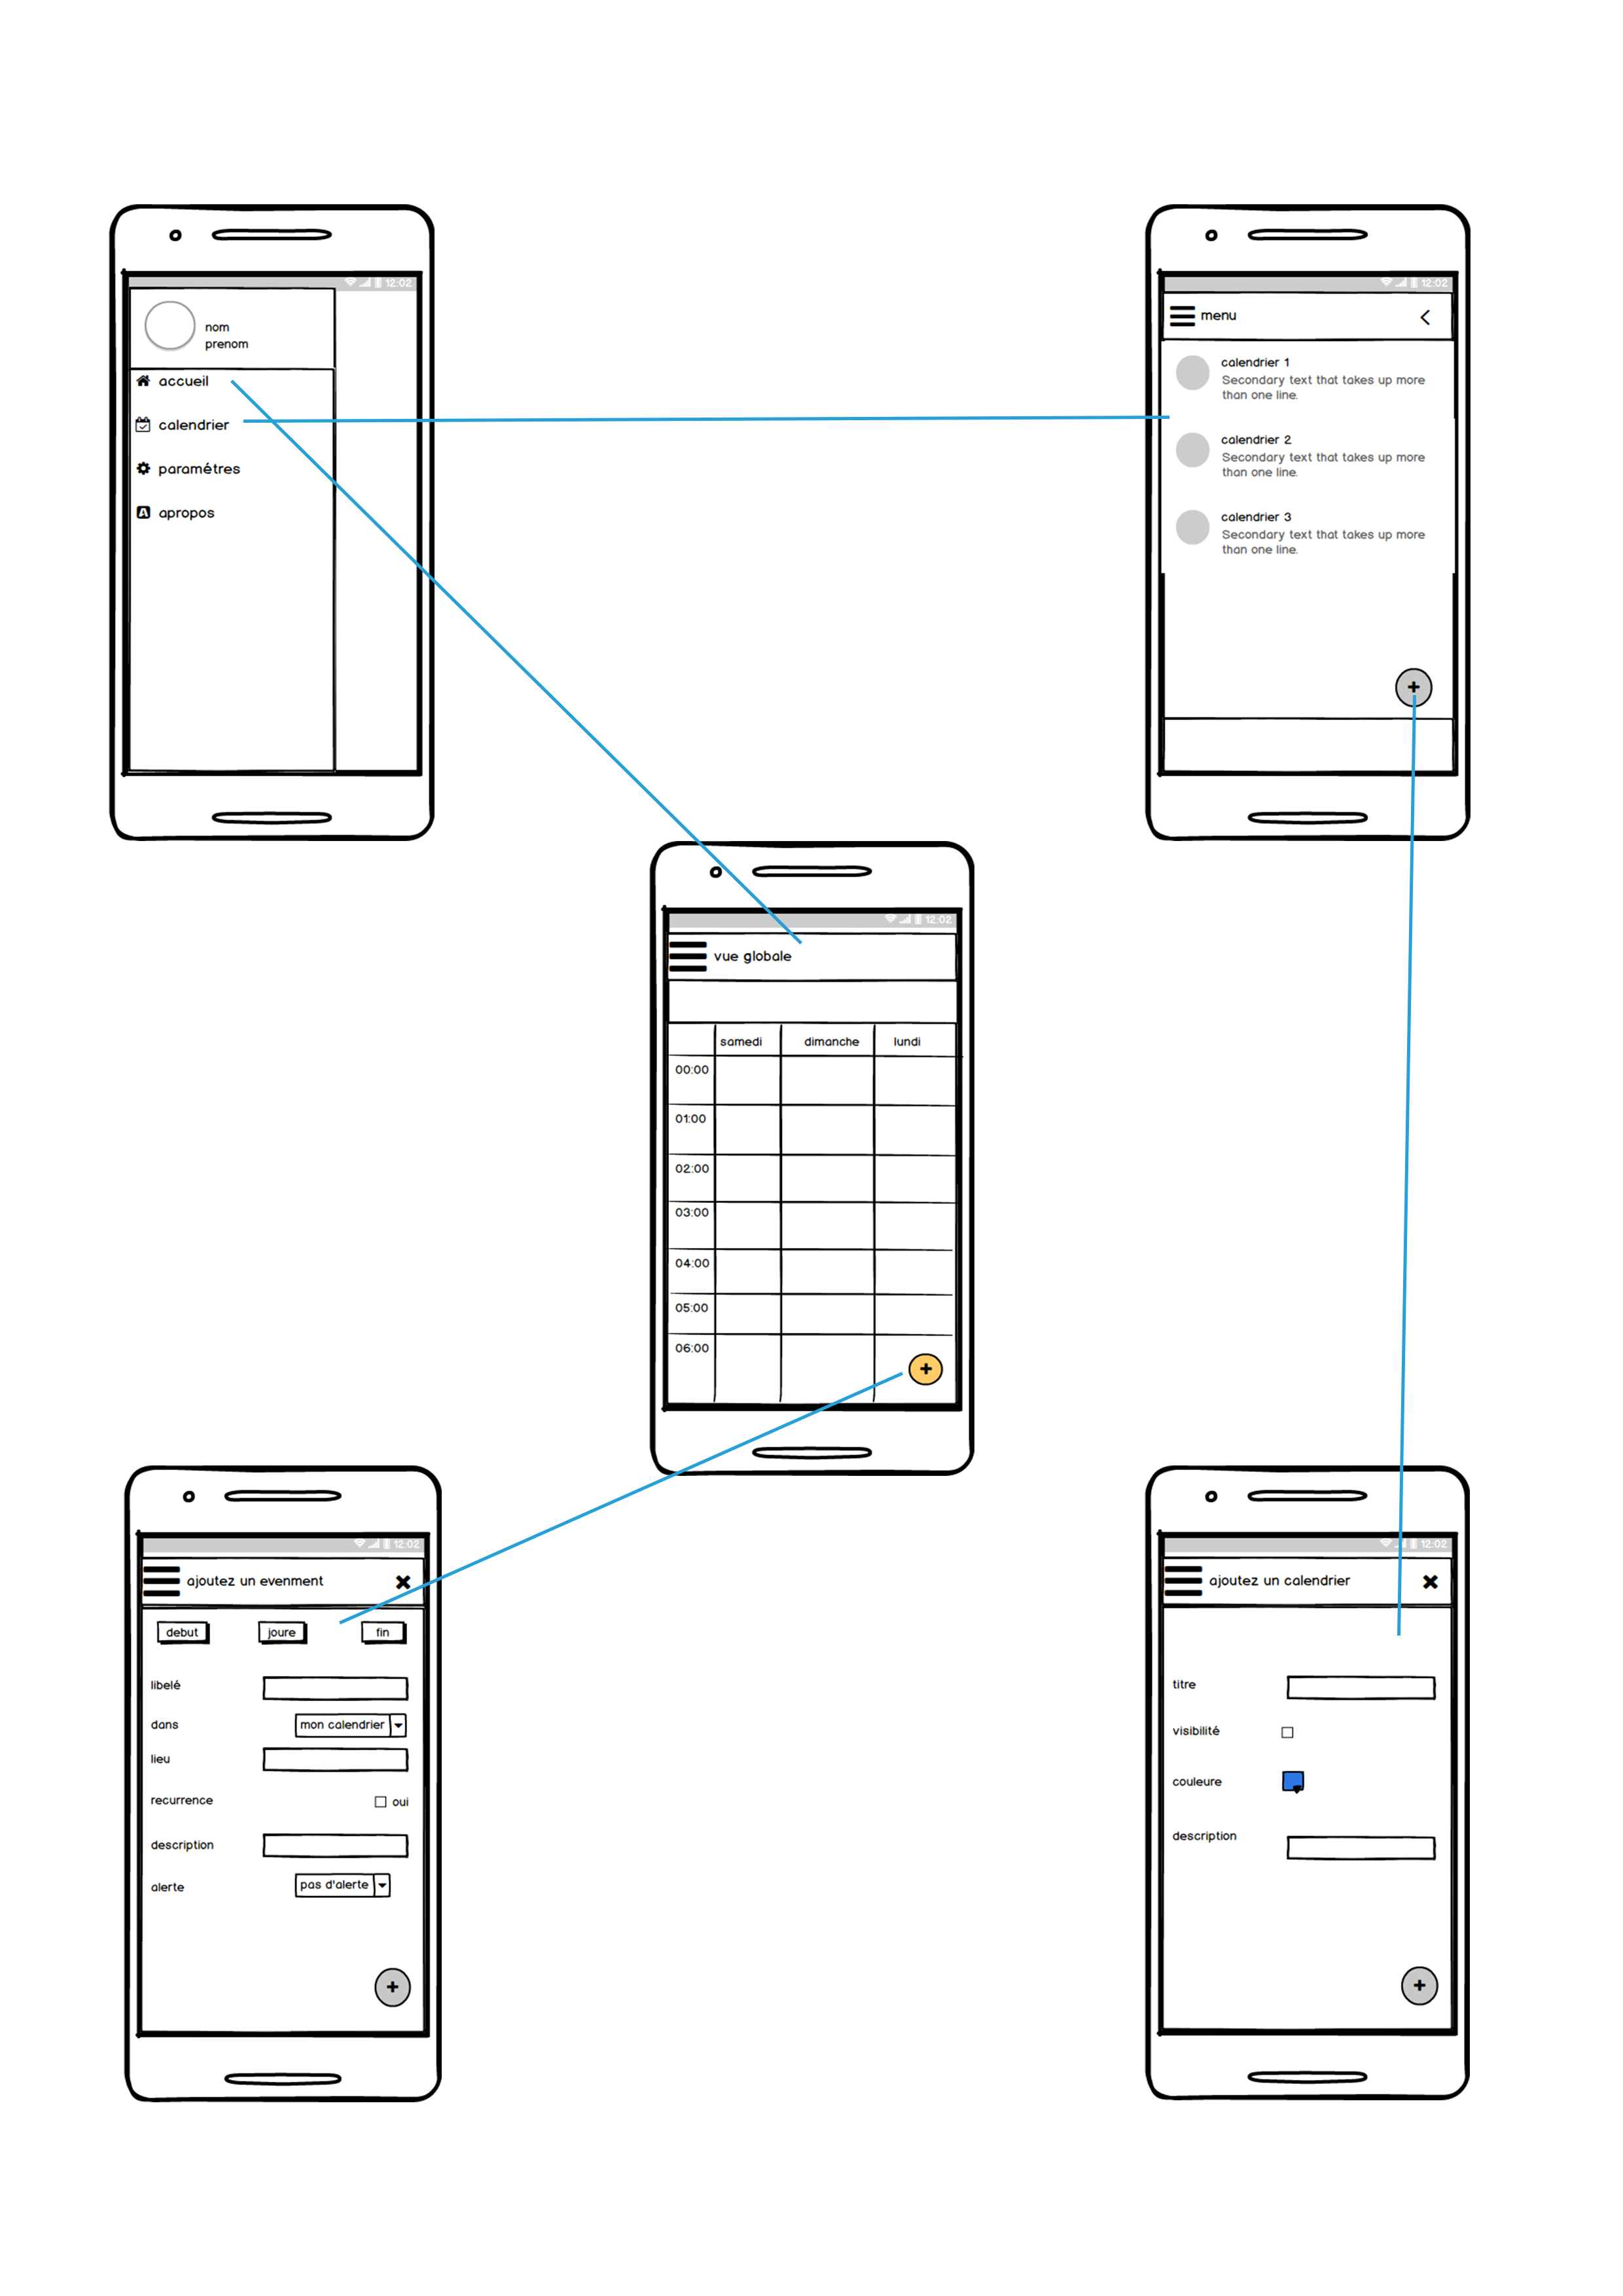 12:02
nom
prenom
accueil
calendrier
paramétres
apropos
12:02
menu
calendrier 1
Secondary text that takes up more
than one line.
calendrier 2
Secondary text that takes up more
than one line.
calendrier 3
Secondary text that takes up more
than one line.
12:02
vue globale
samedi dimanche lundi
00:00
01:00
02:00
03:00
04:00
05:00
06:00
12:02
ajoutez un evenment
debut joure fin
libelé
dans mon calendrier
lieu
recurrence oui
description
alerte pas d'alerte
12:02
ajoutez un calendrier
titre
visibilité
couleure
description